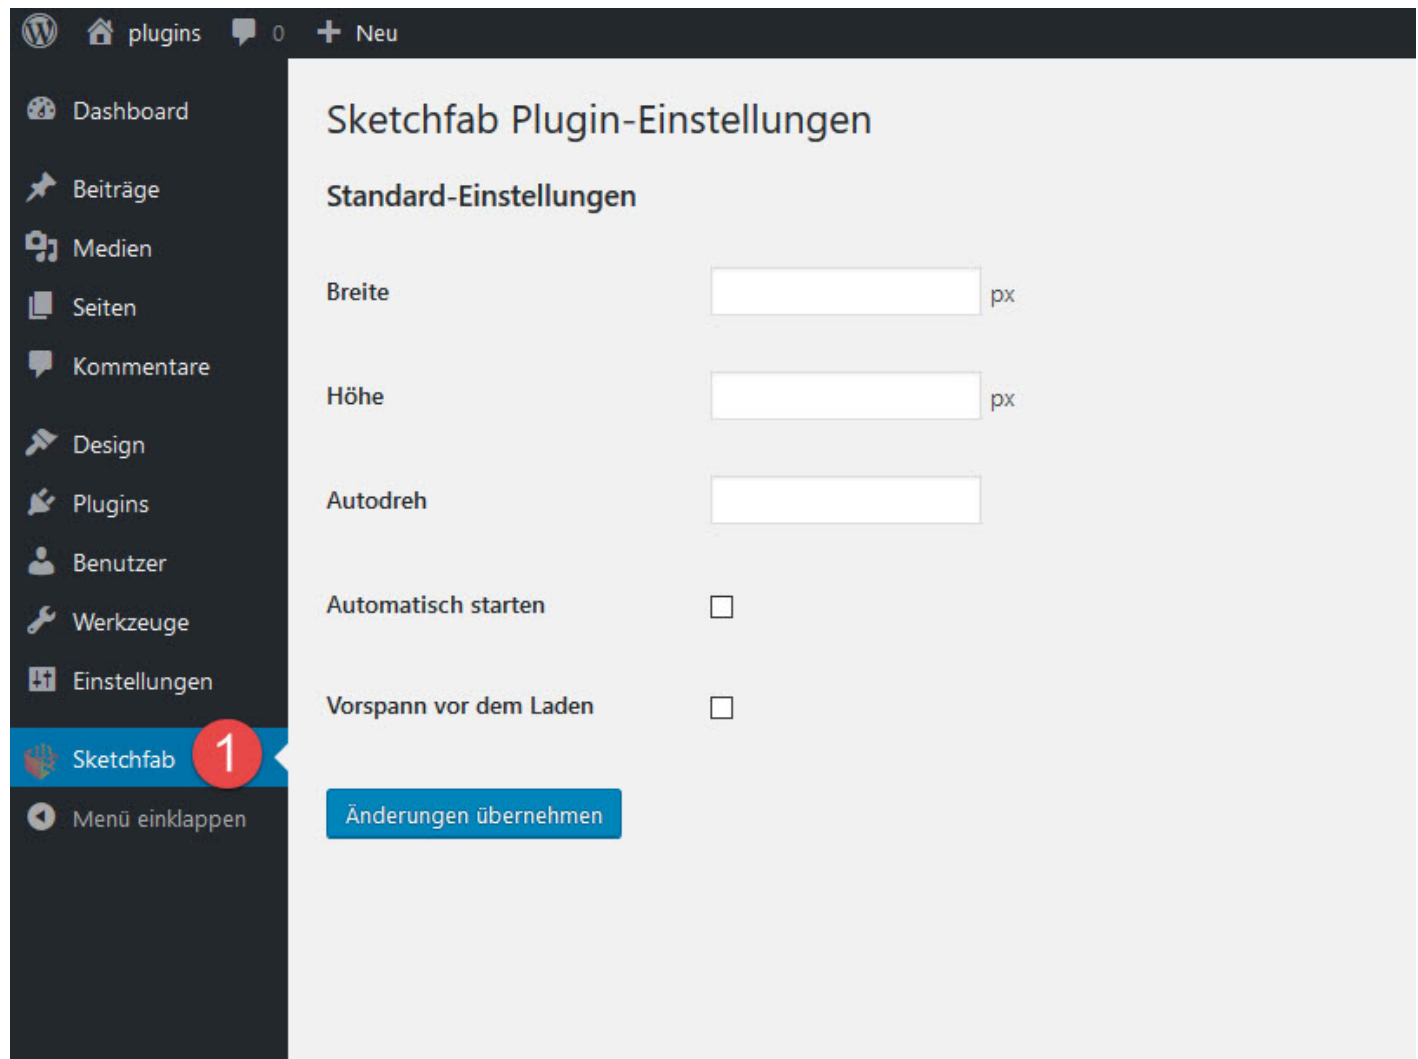 plugins 0 Neu
Dashboard
Beiträge
Medien
Seiten
Kommentare
Design
Plugins
Benutzer
Werkzeuge
Einstellungen
Sketchfab 1
Menü einklappen
Sketchfab Plugin-Einstellungen
Standard-Einstellungen
Breite px
Höhe px
Autodreh
Automatisch starten
Vorspann vor dem Laden
Änderungen übernehmen